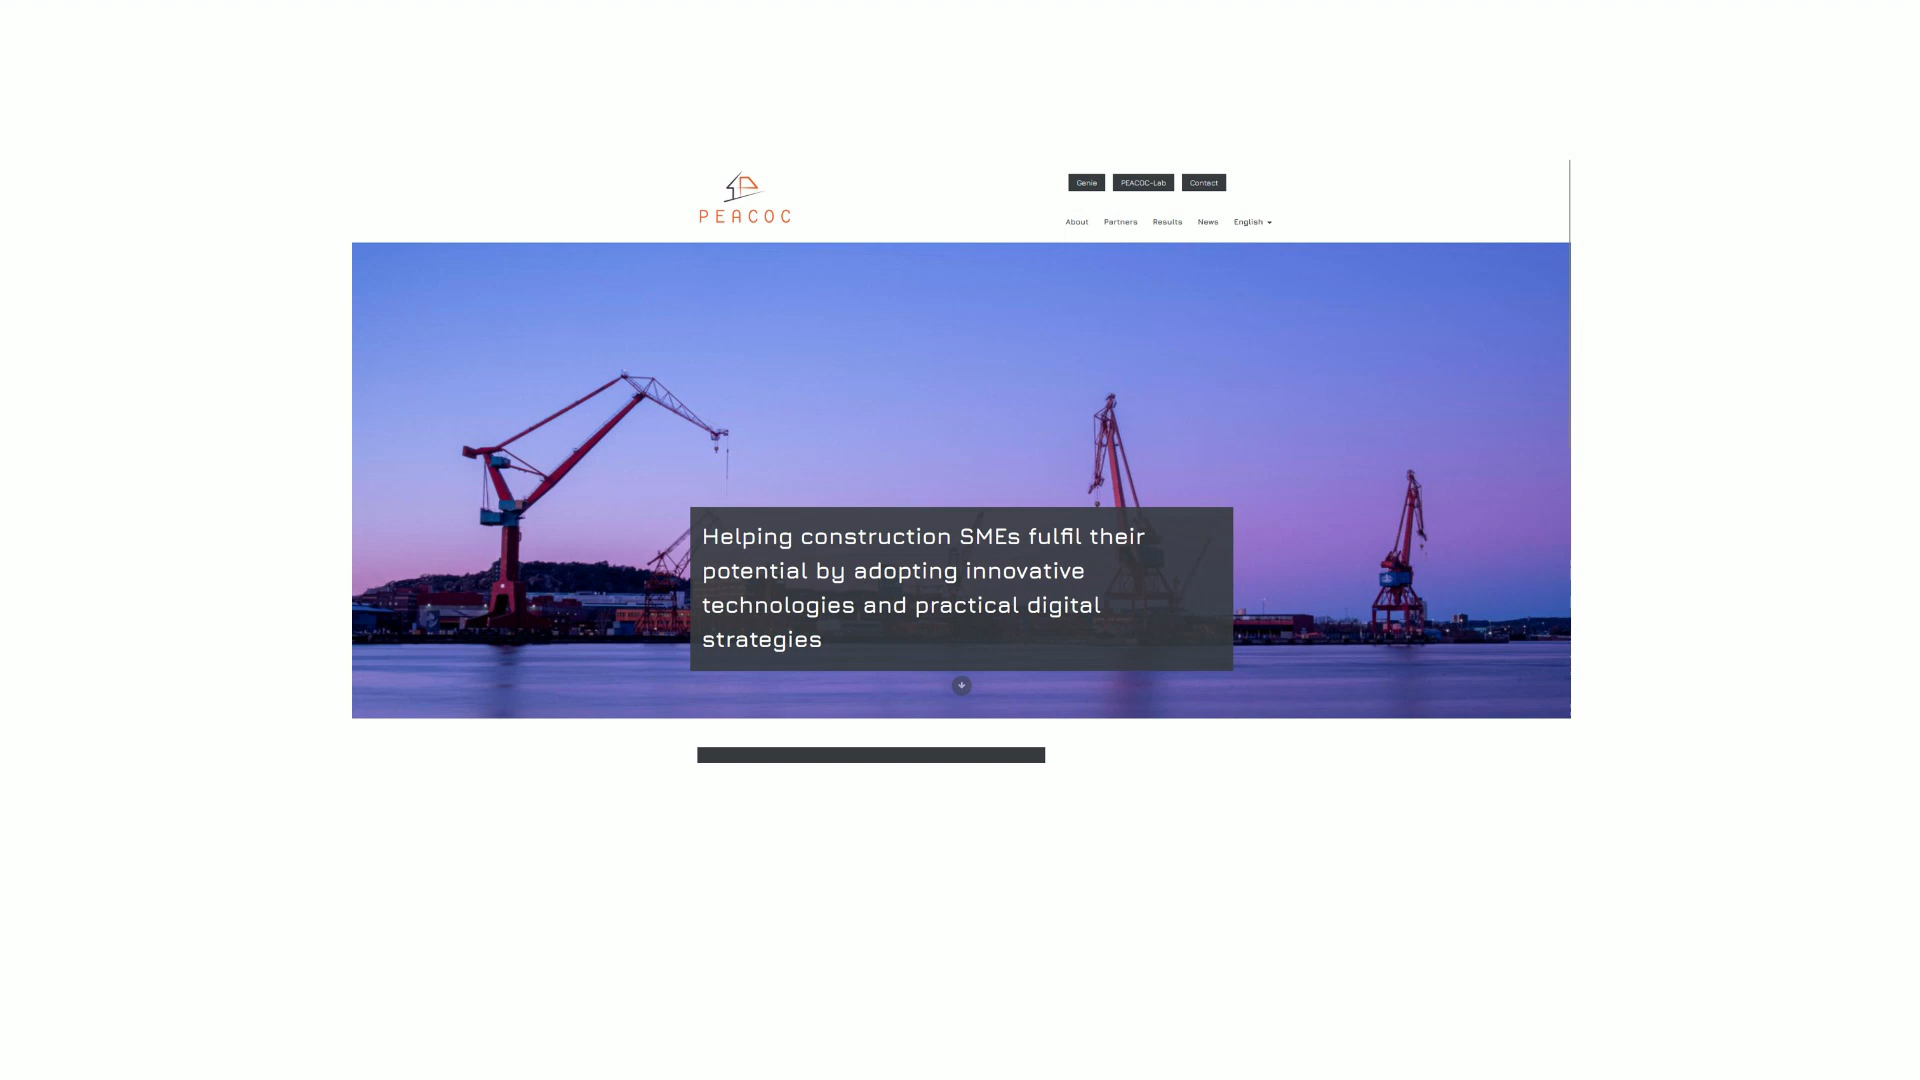 PEACOC
Genie
PEACOC-Lab
Contact
About
Partners
Results
News
English
Helping construction SMEs fulfil their
potential by adopting innovative
technologies and practical digital
strategies